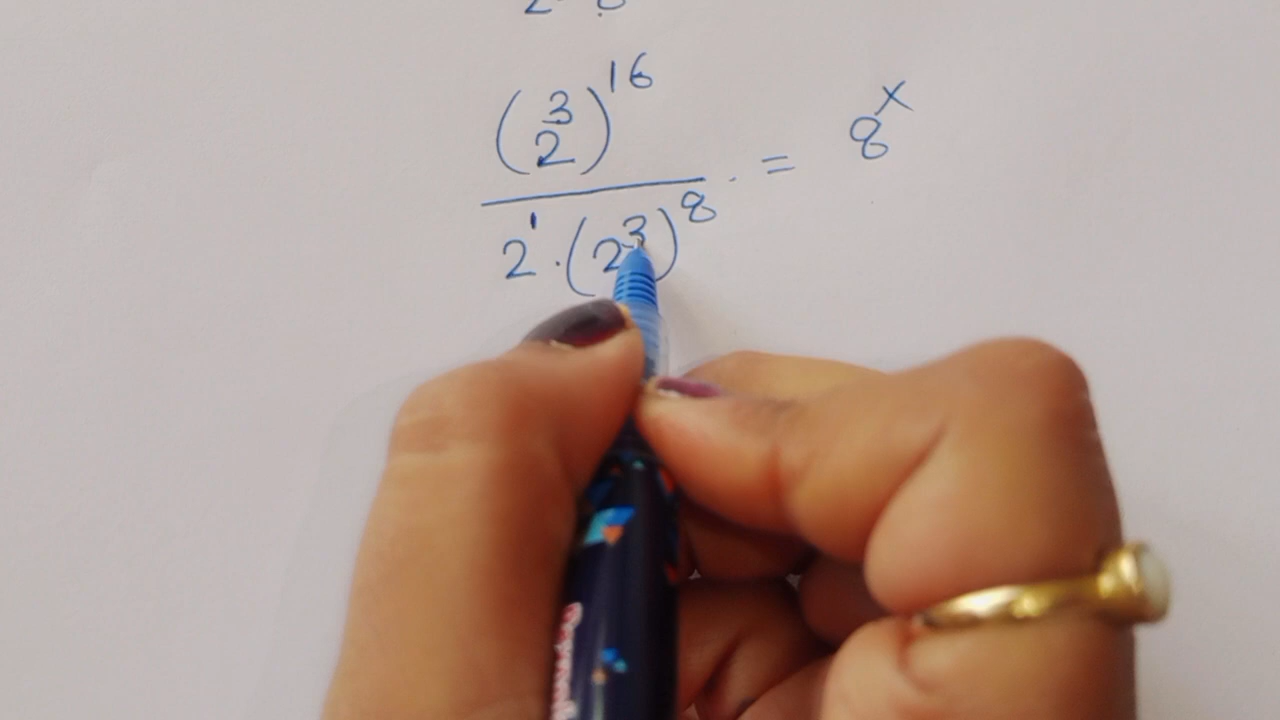 (2^3)^16
2^1 · (2^3)^8 = 8^x